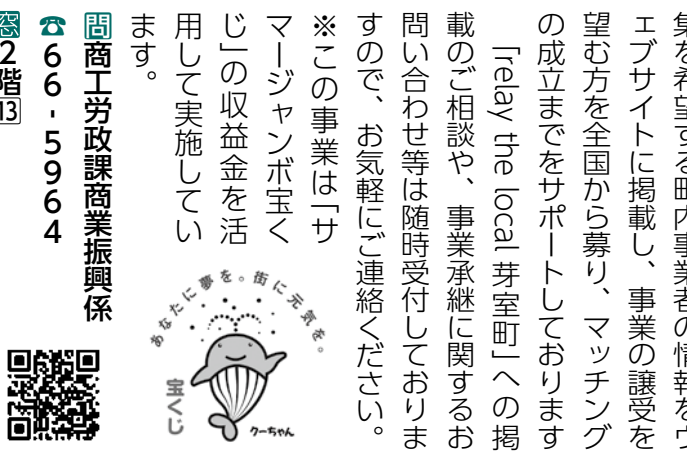 集を希望する町内事業者の情報をウ
ェブサイトに掲載し、事業の譲受を
望む方を全国から募り、マッチング
の成立までをサポートしております
「relay the local 芽室町」への掲
載のご相談や、事業承継に関するお
問い合わせ等は随時受付しておりま
すので、お気軽にご連絡ください。
※この事業は「サ
マージャンボ宝く
じ」の収益金を活
用して実施してい
ます。
問商工労政課商業振興係
☎66-5964
窓2階13
あなたに夢を。街に元気を。
宝くじ
クーちゃん